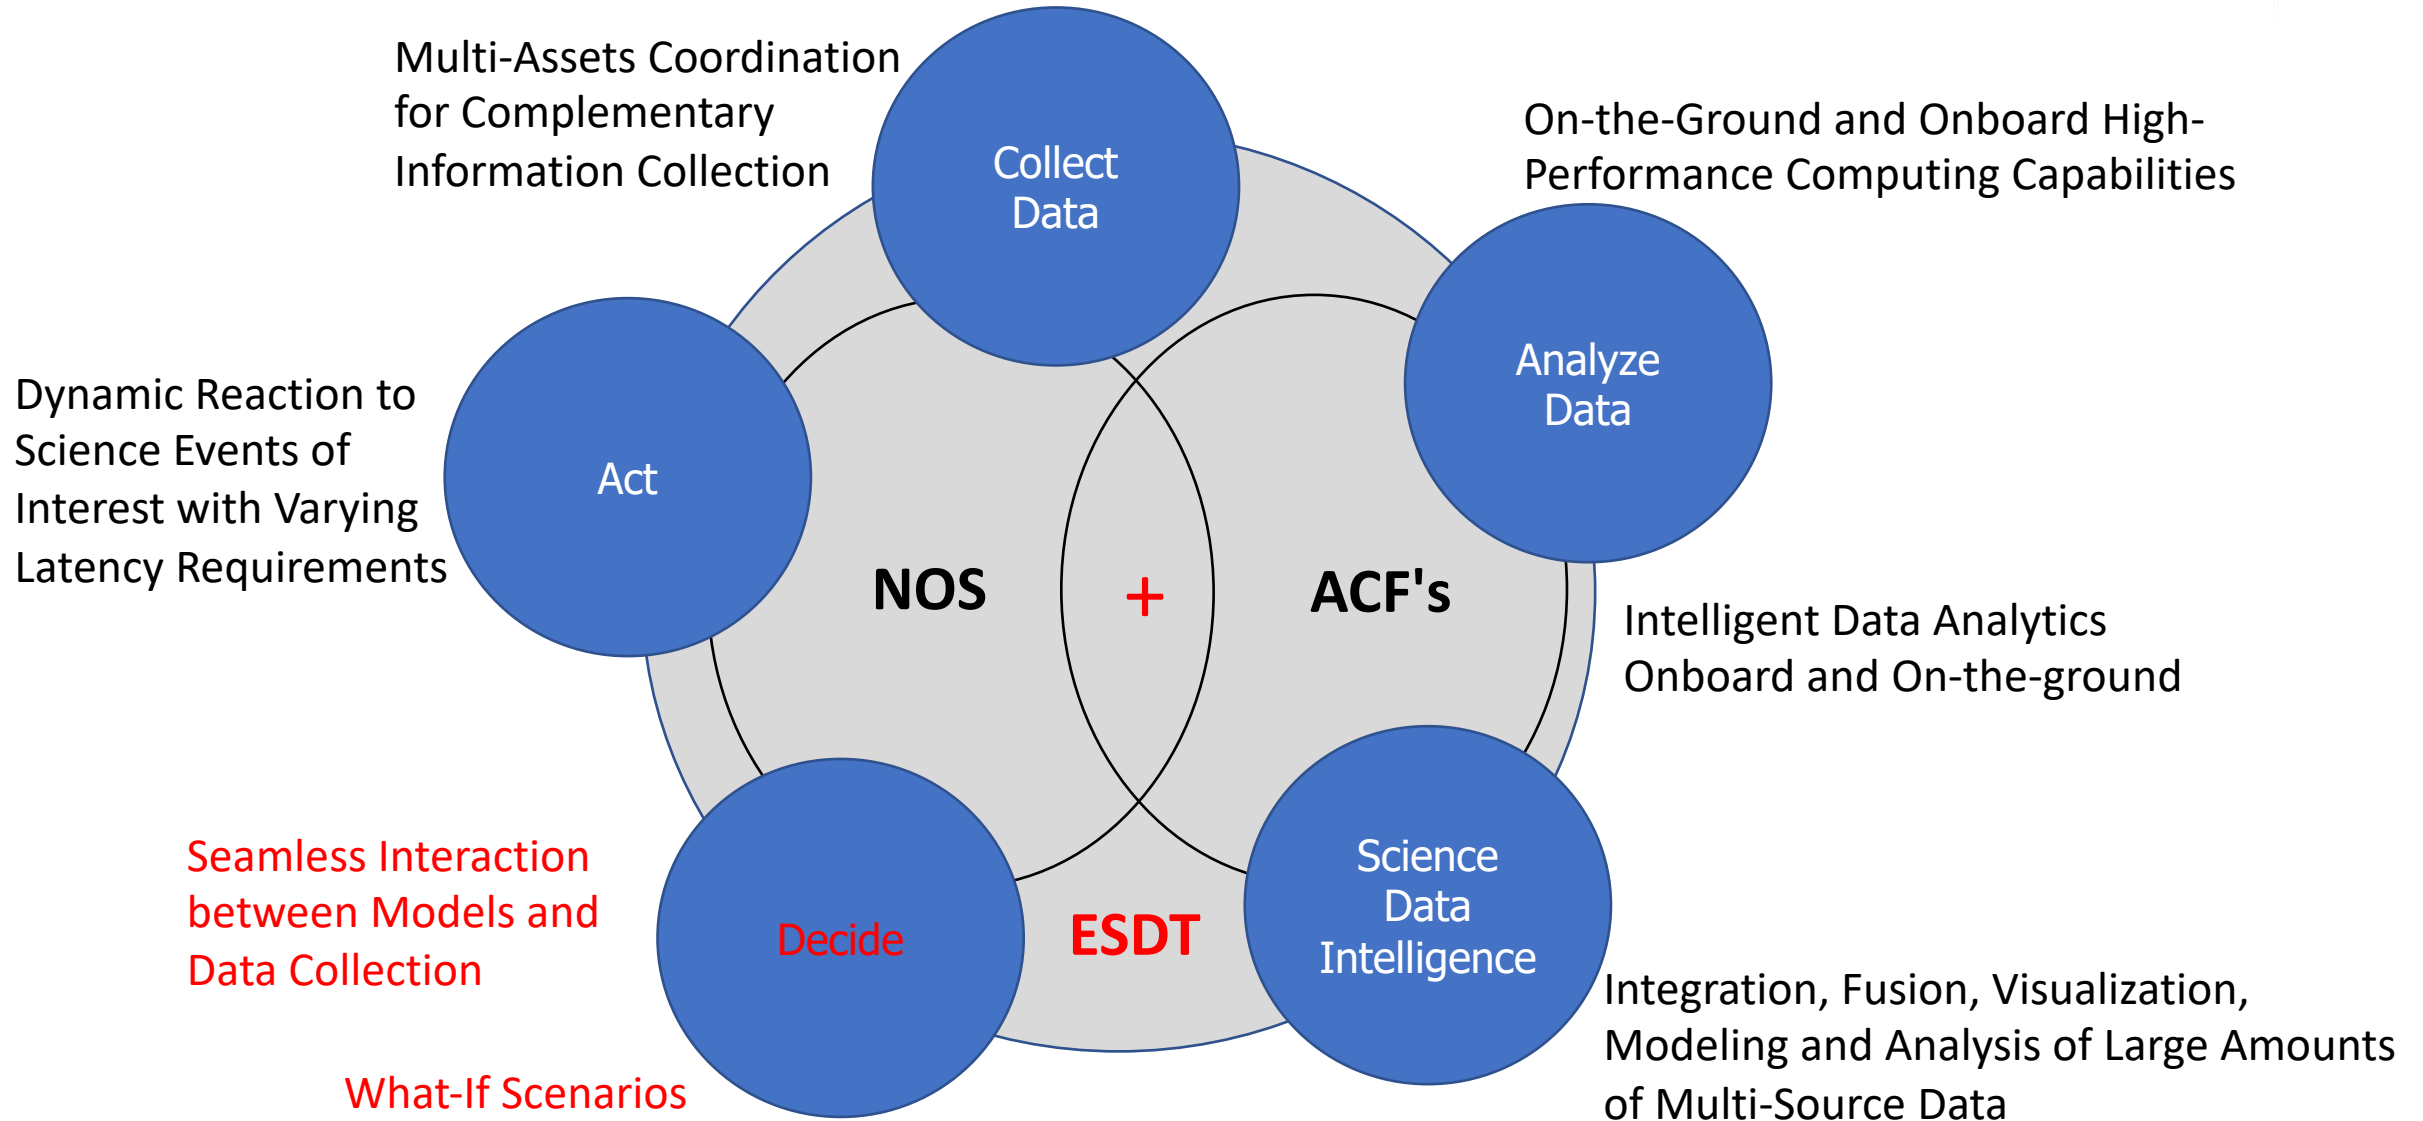 Multi-Assets Coordination
for Complementary
Information Collection
Collect
Data
On-the-Ground and Onboard High-
Performance Computing Capabilities
Analyze
Data
Dynamic Reaction to
Science Events of
Interest with Varying
Latency Requirements
Act
NOS
+
ACF's
Intelligent Data Analytics
Onboard and On-the-ground
Seamless Interaction
between Models and
Data Collection
Decide
ESDT
Science
Data
Intelligence
What-If Scenarios
Integration, Fusion, Visualization,
Modeling and Analysis of Large Amounts
of Multi-Source Data